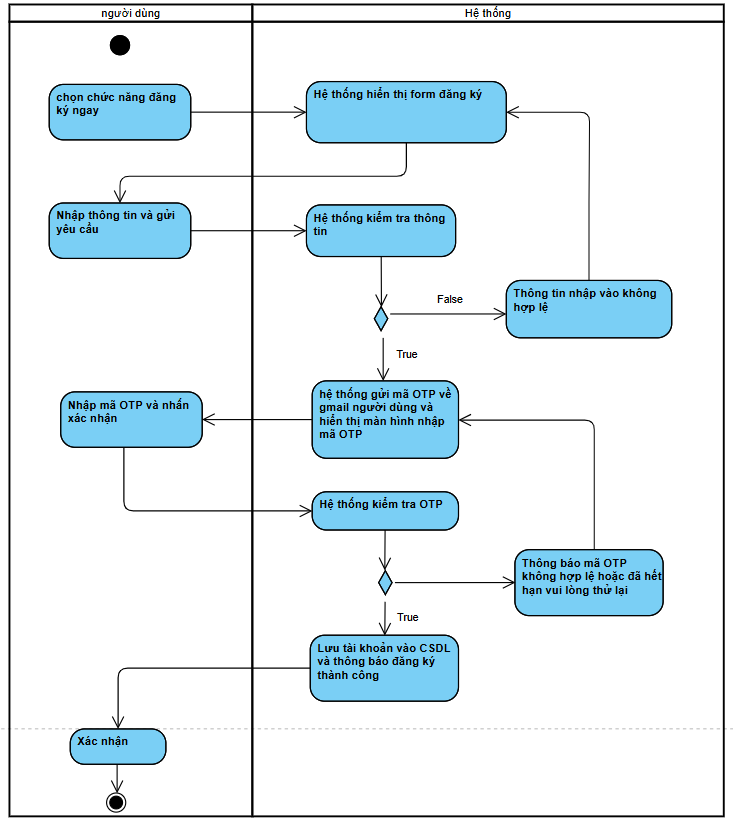 người dùng
Hệ thống
chọn chức năng đăng
ký ngay
Hệ thống hiển thị form đăng ký
Nhập thông tin và gửi
yêu cầu
Hệ thống kiểm tra thông
tin
False
Thông tin nhập vào không
hợp lệ
True
hệ thống gửi mã OTP về
gmail người dùng và
hiển thị màn hình nhập
mã OTP
Nhập mã OTP và nhấn
xác nhận
Hệ thống kiểm tra OTP
Thông báo mã OTP
không hợp lệ hoặc đã hết
hạn vui lòng thử lại
True
Lưu tài khoản vào CSDL
và thông báo đăng ký
thành công
Xác nhận